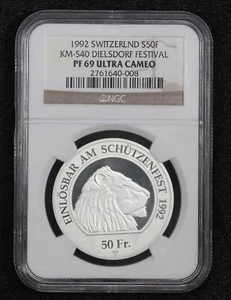 1992 SWITZERLND S50F
KM-S40 DIELSDORF FESTIVAL
PF 69 ULTRA CAMEO
2761640-008
NGC
EINLÖSBAR AM SCHÜTZENFEST 1992
50 Fr.